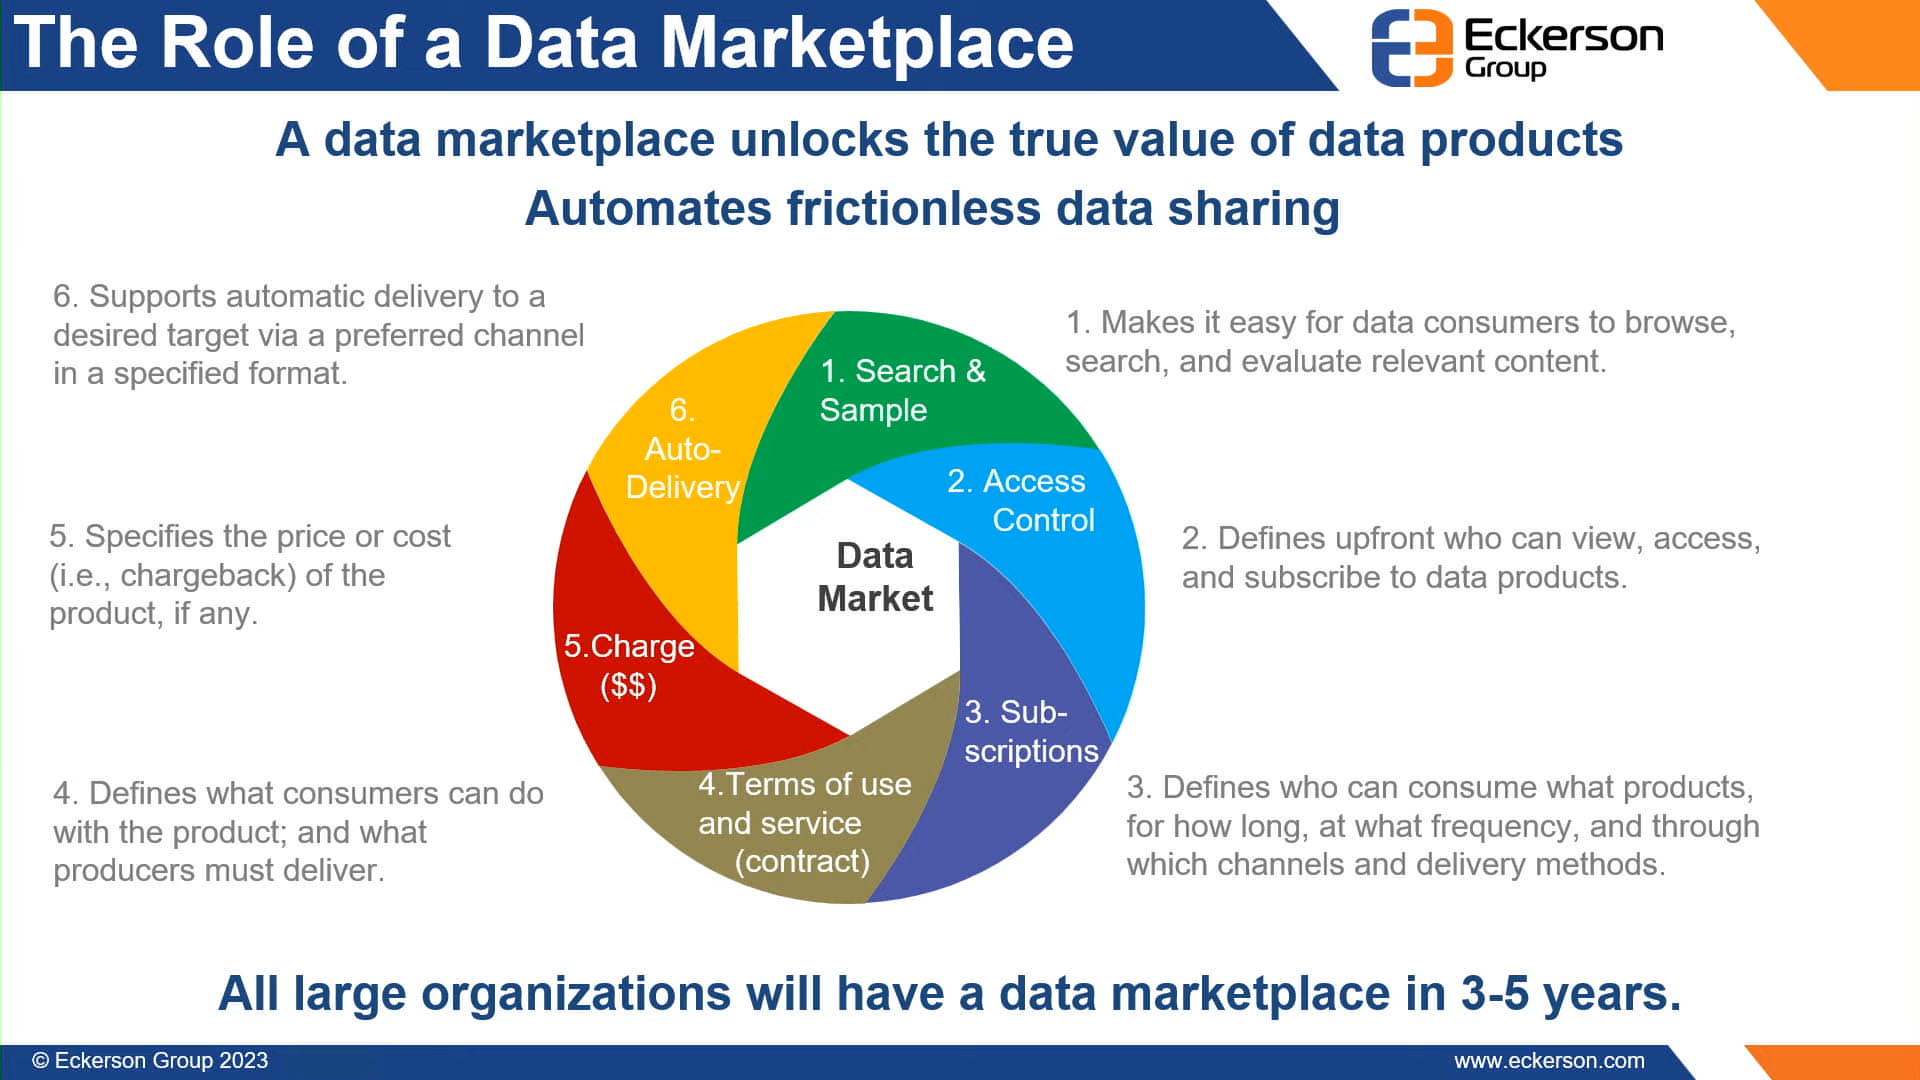 The Role of a Data Marketplace
Eckerson
Group
A data marketplace unlocks the true value of data products
Automates frictionless data sharing
1. Makes it easy for data consumers to browse,
search, and evaluate relevant content.
2. Defines upfront who can view, access,
and subscribe to data products.
3. Defines who can consume what products,
for how long, at what frequency, and through
which channels and delivery methods.
4. Defines what consumers can do
with the product; and what
producers must deliver.
5. Specifies the price or cost
(i.e., chargeback) of the
product, if any.
6. Supports automatic delivery to a
desired target via a preferred channel
in a specified format.
1. Search &
Sample
2. Access
Control
3. Sub-
scriptions
4.Terms of use
and service
(contract)
5.Charge
($$)
6.
Auto-
Delivery
Data
Market
All large organizations will have a data marketplace in 3-5 years.
© Eckerson Group 2023
www.eckerson.com